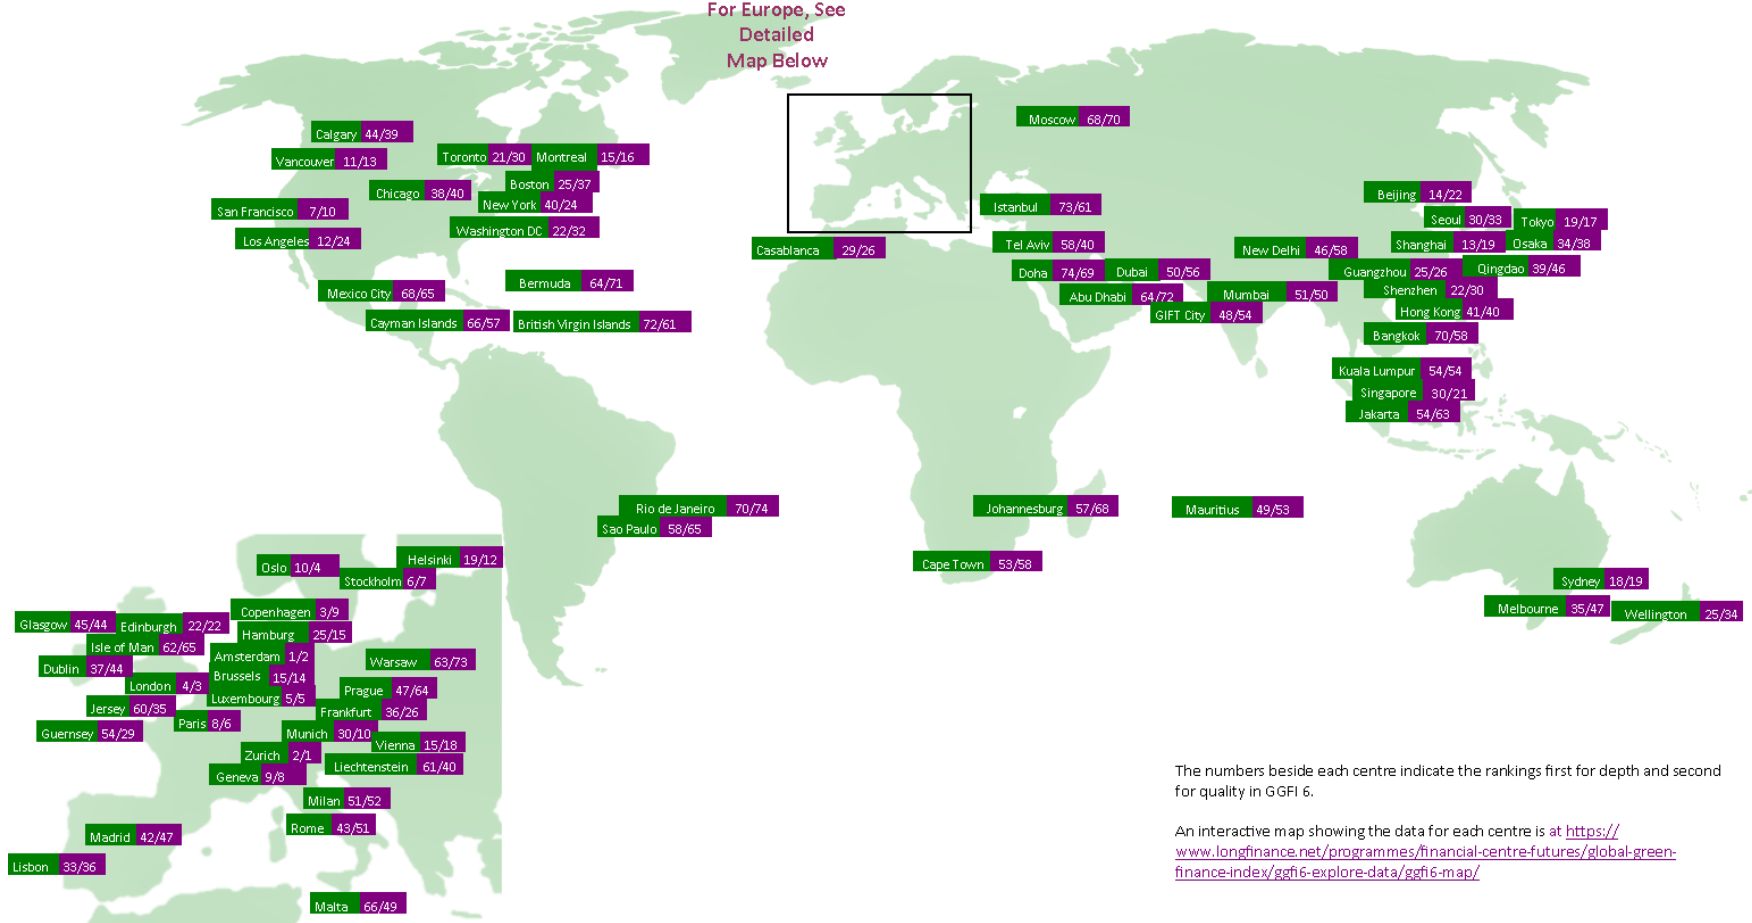 For Europe, See
Detailed
Map Below
Moscow 68/70
Calgary 44/39
Vancouver 11/13
Toronto 21/30 Montreal 15/16
Chicago 38/40
Boston 25/37
New York 40/24
San Francisco 7/10
Washington DC 22/32
Los Angeles 12/24
Mexico City 68/65
Bermuda 64/71
Cayman Islands 66/57
British Virgin Islands 72/61
Casablanca 29/26
Istanbul 73/61
Tel Aviv 58/40
Doha 74/69
Dubai 50/56
Abu Dhabi 64/72
New Delhi 46/58
Mumbai 51/50
GIFT City 48/54
Beijing 14/22
Seoul 30/33
Tokyo 19/17
Shanghai 13/19
Osaka 34/38
Guangzhou 25/26
Qingdao 39/46
Shenzhen 22/30
Hong Kong 41/40
Bangkok 70/58
Kuala Lumpur 54/54
Singapore 30/21
Jakarta 54/63
Rio de Janeiro 70/74
Sao Paulo 58/65
Johannesburg 57/68
Mauritius 49/53
Cape Town 53/58
Sydney 18/19
Melbourne 35/47
Wellington 25/34
Oslo 10/4
Helsinki 19/12
Stockholm 6/7
Copenhagen 3/9
Glasgow 45/44
Edinburgh 22/22
Hamburg 25/15
Isle of Man 62/65
Amsterdam 1/2
Dublin 37/44
Brussels 15/14
Warsaw 63/73
London 4/3
Luxembourg 5/5
Prague 47/64
Jersey 60/35
Frankfurt 36/26
Paris 8/6
Guernsey 54/29
Munich 30/10
Vienna 15/18
Zurich 2/1
Liechtenstein 61/40
Geneva 9/8
Milan 51/52
Rome 43/51
Madrid 42/47
Lisbon 33/36
Malta 66/49
The numbers beside each centre indicate the rankings first for depth and second
for quality in GGFI 6.
An interactive map showing the data for each centre is at https://
www.longfinance.net/programmes/financial-centre-futures/global-green-
finance-index/ggfi6-explore-data/ggfi6-map/